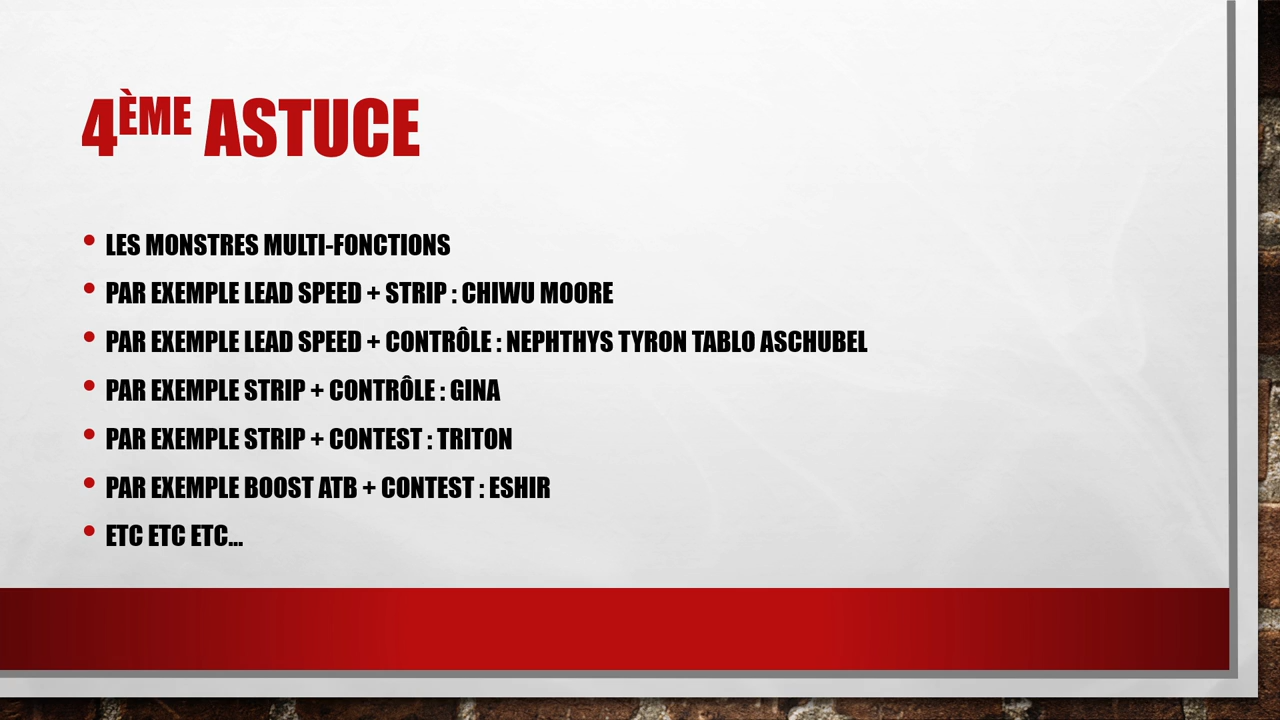 4ÈME ASTUCE
• LES MONSTRES MULTI-FONCTIONS
• PAR EXEMPLE LEAD SPEED + STRIP : CHIWU MOORE
• PAR EXEMPLE LEAD SPEED + CONTRÔLE : NEPHTHYS TYRON TABLO ASCHUBEL
• PAR EXEMPLE STRIP + CONTRÔLE : GINA
• PAR EXEMPLE STRIP + CONTEST : TRITON
• PAR EXEMPLE BOOST ATB + CONTEST : ESHIR
• ETC ETC ETC...